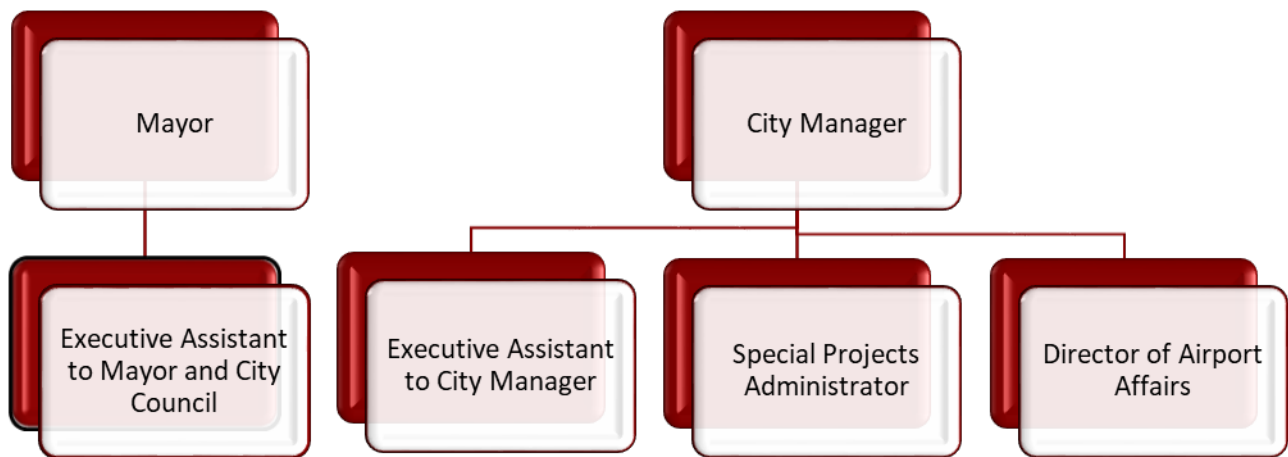 Mayor
City Manager
Executive Assistant
to Mayor and City
Council
Executive Assistant
to City Manager
Special Projects
Administrator
Director of Airport
Affairs